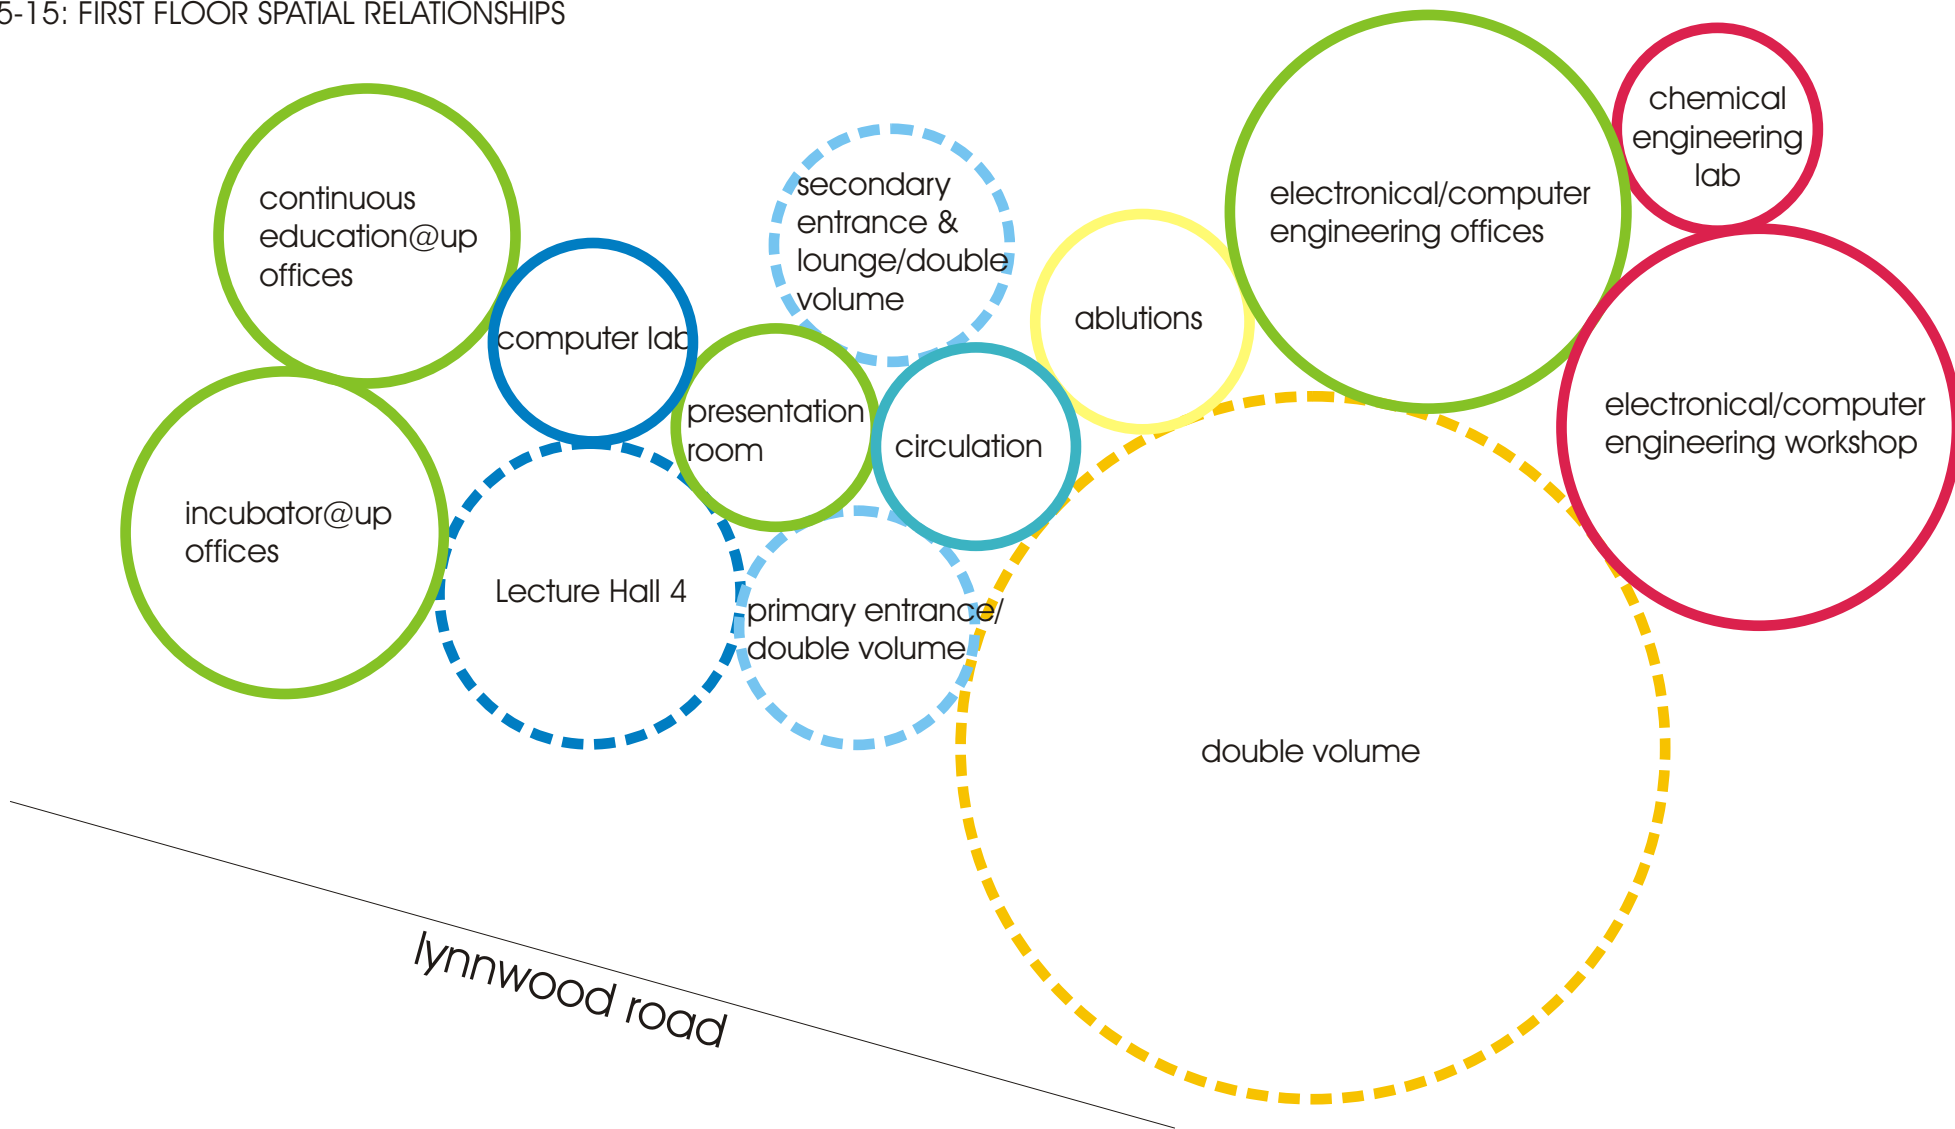 5-15: FIRST FLOOR SPATIAL RELATIONSHIPS
continuous
education@up
offices
computer lab
incubator@up
offices
Lecture Hall 4
presentation
room
secondary
entrance &
lounge/double
volume
circulation
primary entrance/
double volume
ablutions
electronical/computer
engineering offices
chemical
engineering
lab
electronical/computer
engineering workshop
double volume
lynnwood road